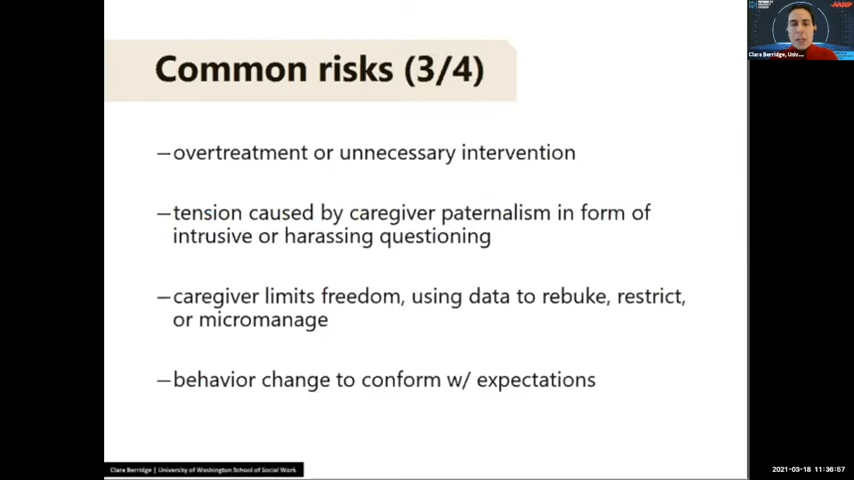 Common risks (3/4)
—overtreatment or unnecessary intervention
—tension caused by caregiver paternalism in form of
intrusive or harassing questioning
—caregiver limits freedom, using data to rebuke, restrict,
or micromanage
—behavior change to conform w/ expectations
Clara Berridge | University of Washington School of Social Work
AARP
Clara Berridge, Univ...
2021-03-18 11:36:57